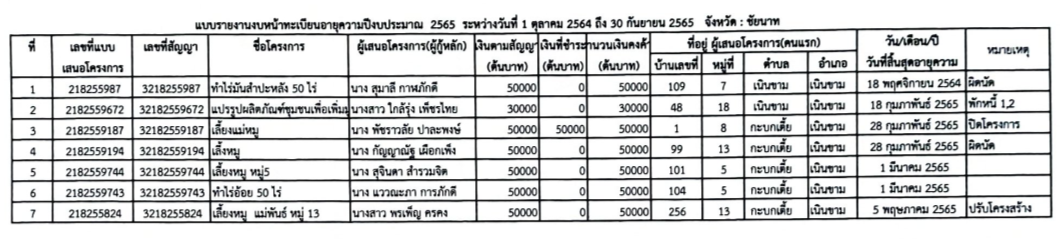 แบบรายงานงบหน้าทะเบียนอายุความปีงบประมาณ 2565 ระหว่างวันที่ 1 ตุลาคม 2564 ถึง 30 กันยายน 2565 จังหวัด : ชัยนาท
ที่ เลขที่แบบ เลขที่สัญญา ชื่อโครงการ ผู้เสนอโครงการ(ผู้กู้หลัก) เงินตามสัญญา เงินที่ชำระ านวนเงินคงค้ ที่อยู่ ผู้เสนอโครงการ(คนแรก) วัน/เดือน/ปี หมายเหตุ
เสนอโครงการ (ต้นบาท) (ต้นบาท) (ต้นบาท) บ้านเลขที่ หมู่ที่ ตำบล อำเภอ วันที่สิ้นสุดอายุความ
1 218255987 3218255987 ทำไร่มันสำปะหลัง 50 ไร่ นาง สุมาลี กาฬภักดี 50000 0 50000 109 7 เนินขาม เนินขาม 18 พฤศจิกายน 2564 ผิดนัด
2 2182559672 32182559672 แปรรูปผลิตภัณฑ์ชุมชนเพื่อเพิ่มมู นางสาว ใกล้รุ่ง เพ็ชรไทย 30000 0 30000 48 18 เนินขาม เนินขาม 18 กุมภาพันธ์ 2565 พักหนี้ 1,2
3 2182559187 32182559187 เลี้ยงแม่หมู นาง พัชราวลัย ปาละพงษ์ 50000 50000 0 1 8 กะบกเตี้ย เนินขาม 28 กุมภาพันธ์ 2565 ปิดโครงการ
4 2182559194 32182559194 เลี้งหมู นาง กัญญาณัฐ เผือกเพ็ง 50000 0 50000 99 13 กะบกเตี้ย เนินขาม 28 กุมภาพันธ์ 2565 ผิดนัด
5 2182559744 32182559744 เลี้ยงหมู หมู่5 นาง สุจินดา สำรวมจิต 50000 0 50000 101 5 กะบกเตี้ย เนินขาม 1 มีนาคม 2565
6 2182559743 32182559743 ทำไร่อ้อย 50 ไร่ นาง แววณะภา การภักดี 50000 0 50000 104 5 กะบกเตี้ย เนินขาม 1 มีนาคม 2565
7 218255824 3218255824 เลี้ยงหมู แม่พันธ์ หมู่ 13 นางสาว พรเพ็ญ ครคง 50000 0 50000 256 13 กะบกเตี้ย เนินขาม 5 พฤษภาคม 2565 ปรับโครงสร้าง